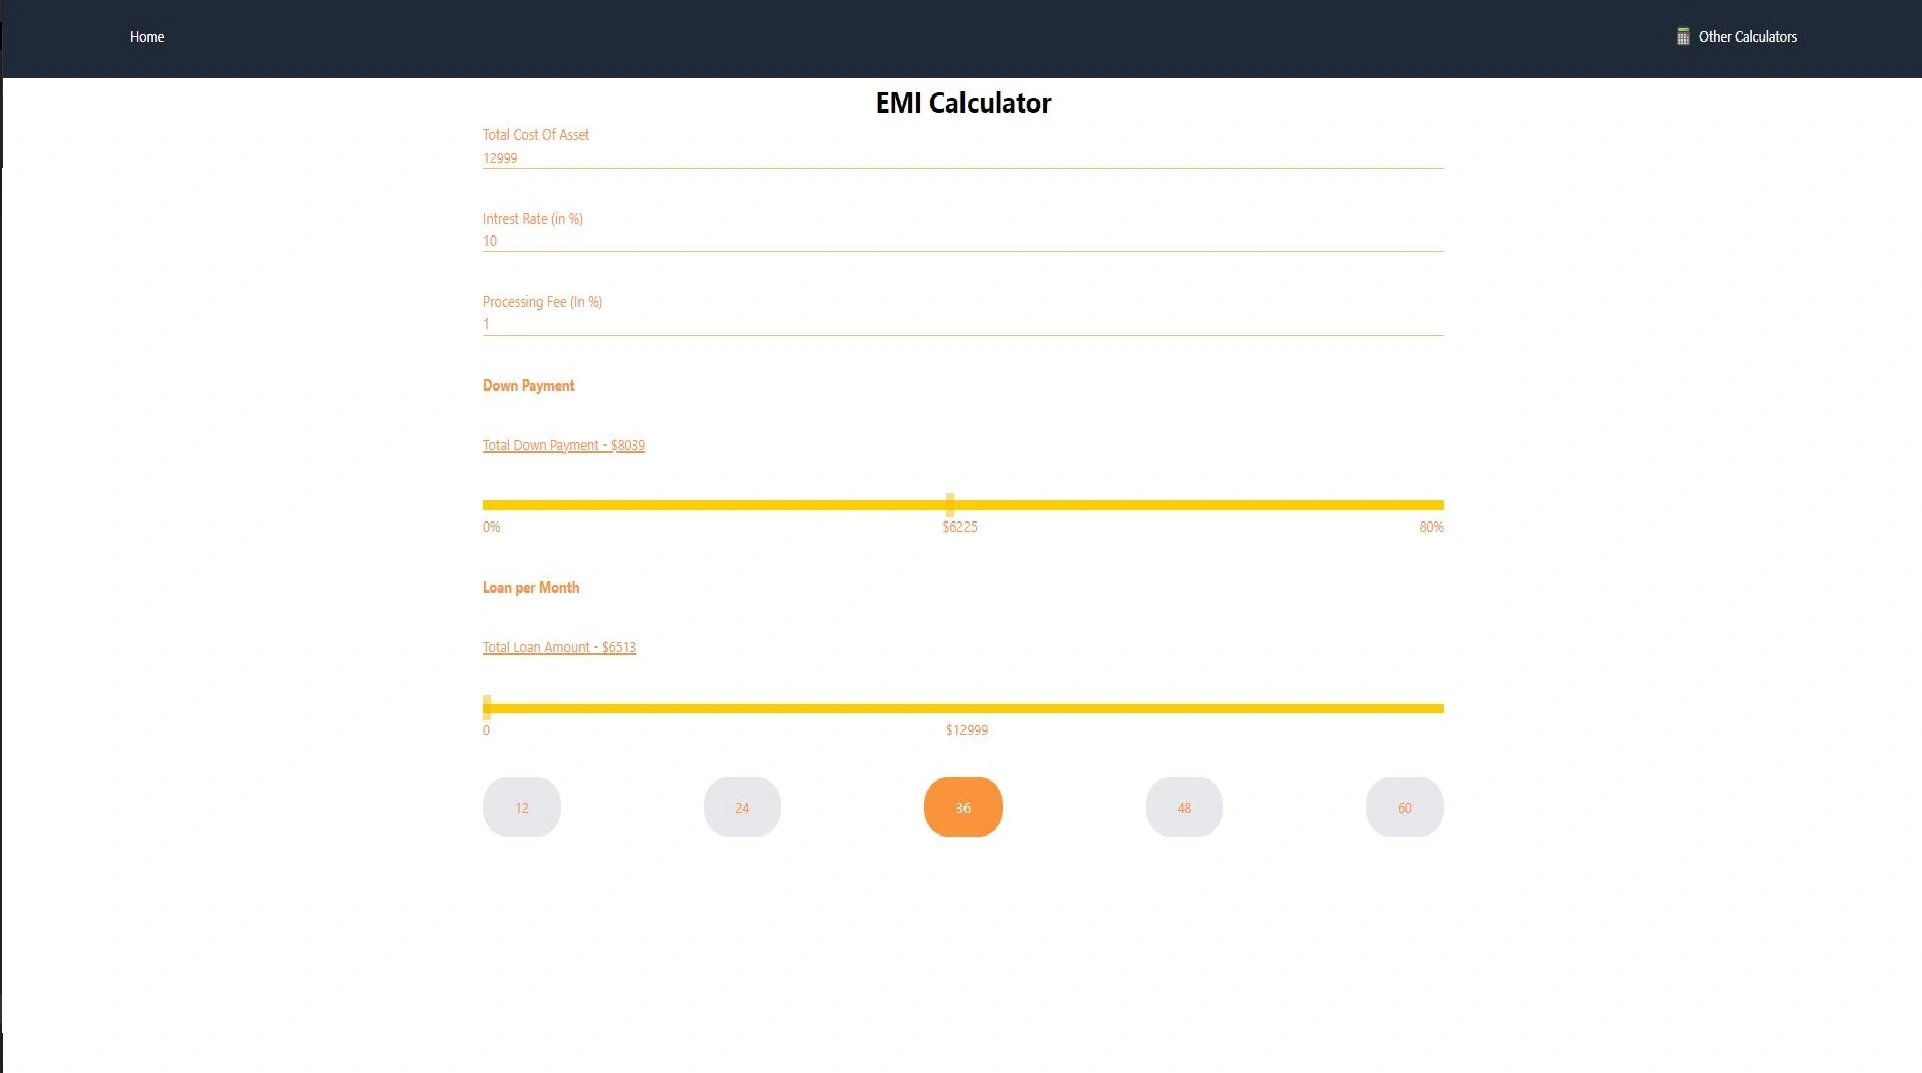 Home
Other Calculators
EMI Calculator
Total Cost Of Asset
12999
Intrest Rate (in %)
10
Processing Fee (In %)
1
Down Payment
Total Down Payment - $8039
0% $6225 80%
Loan per Month
Total Loan Amount - $6513
0 $12999
12 24 36 48 60